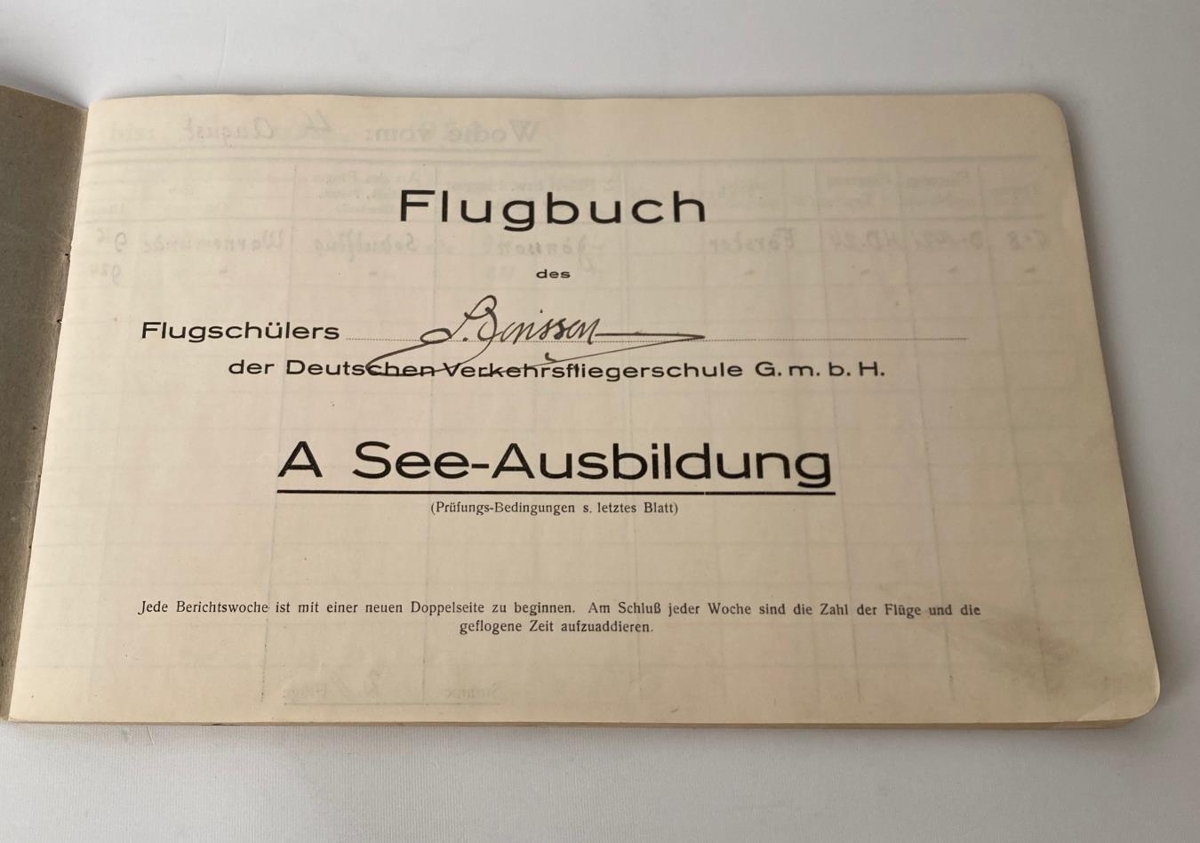 Flugbuch
des
Flugschülers
der Deutschen Verkehrsfliegerschule G. m. b. H.
A See-Ausbildung
(Prüfungs-Bedingungen s. letztes Blatt)
Jede Berichtswoche ist mit einer neuen Doppelseite zu beginnen. Am Schluß jeder Woche sind die Zahl der Flüge und die
geflogene Zeit aufzuaddieren.